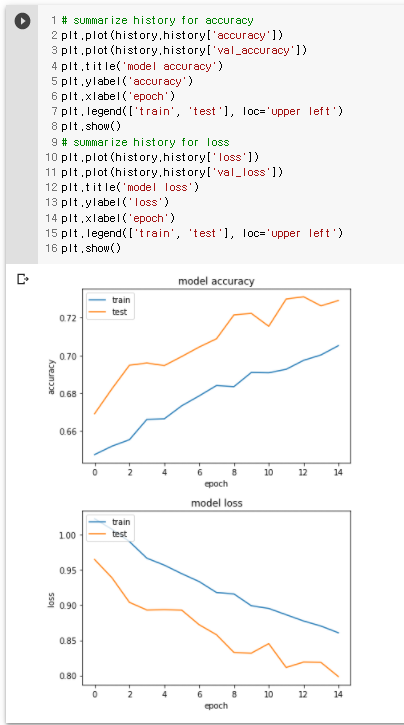 1 # summarize history for accuracy
2 plt.plot(history.history['accuracy'])
3 plt.plot(history.history['val_accuracy'])
4 plt.title('model accuracy')
5 plt.ylabel('accuracy')
6 plt.xlabel('epoch')
7 plt.legend(['train', 'test'], loc='upper left')
8 plt.show()
9 # summarize history for loss
10 plt.plot(history.history['loss'])
11 plt.plot(history.history['val_loss'])
12 plt.title('model loss')
13 plt.ylabel('loss')
14 plt.xlabel('epoch')
15 plt.legend(['train', 'test'], loc='upper left')
16 plt.show()
model accuracy
train
test
0.72
0.70
0.68
0.66
accuracy
0 2 4 6 8 10 12 14
epoch
model loss
train
test
1.00
0.95
0.90
0.85
0.80
loss
0 2 4 6 8 10 12 14
epoch